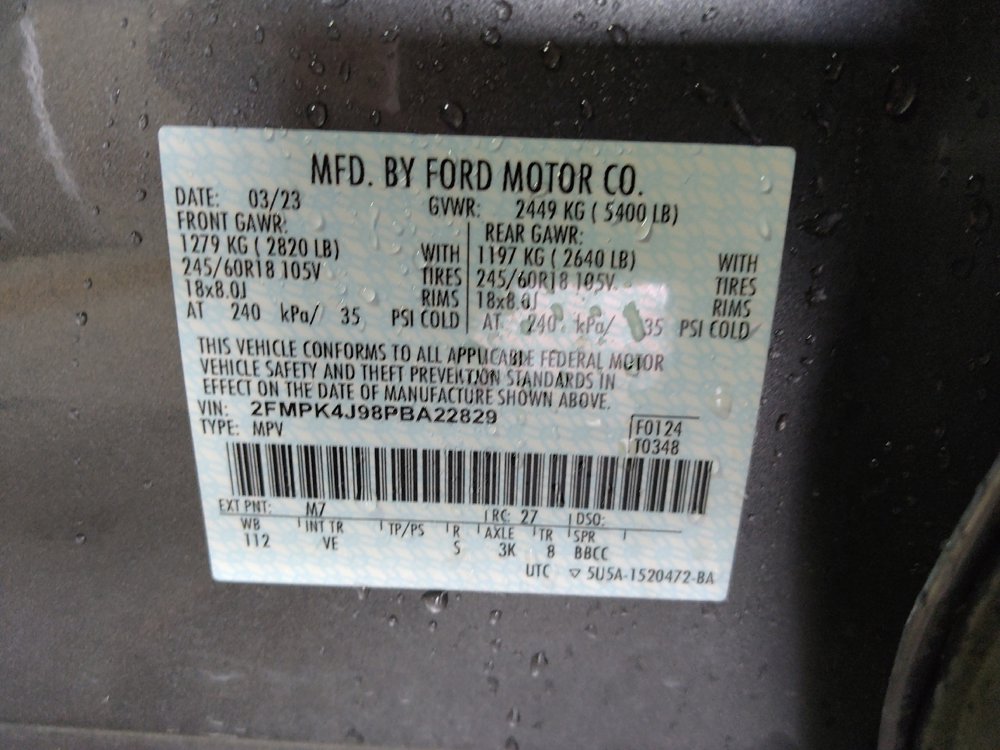 MFD. BY FORD MOTOR CO.
DATE: 03/23 GVWR: 2449 KG ( 5400 LB)
FRONT GAWR: REAR GAWR:
1279 KG ( 2820 LB) WITH 1197 KG ( 2640 LB) WITH
245/60R18 105V TIRES 245/60R18 105V TIRES
18x8.0J RIMS 18x8.0J RIMS
AT 240 kPa/ 35 PSI COLD AT 240 kPa/ 35 PSI COLD
THIS VEHICLE CONFORMS TO ALL APPLICABLE FEDERAL MOTOR
VEHICLE SAFETY AND THEFT PREVENTION STANDARDS IN
EFFECT ON THE DATE OF MANUFACTURE SHOWN ABOVE.
VIN: 2FMPK4J98PBA22829
TYPE: MPV F0124
T0348
EXT PNT: M7 RC: 27 DSO:
WB INT TR TP/PS R AXLE TR SPR
112 VE S 3K 8 BBCC
UTC ▽ 5U5A-1520472-BA